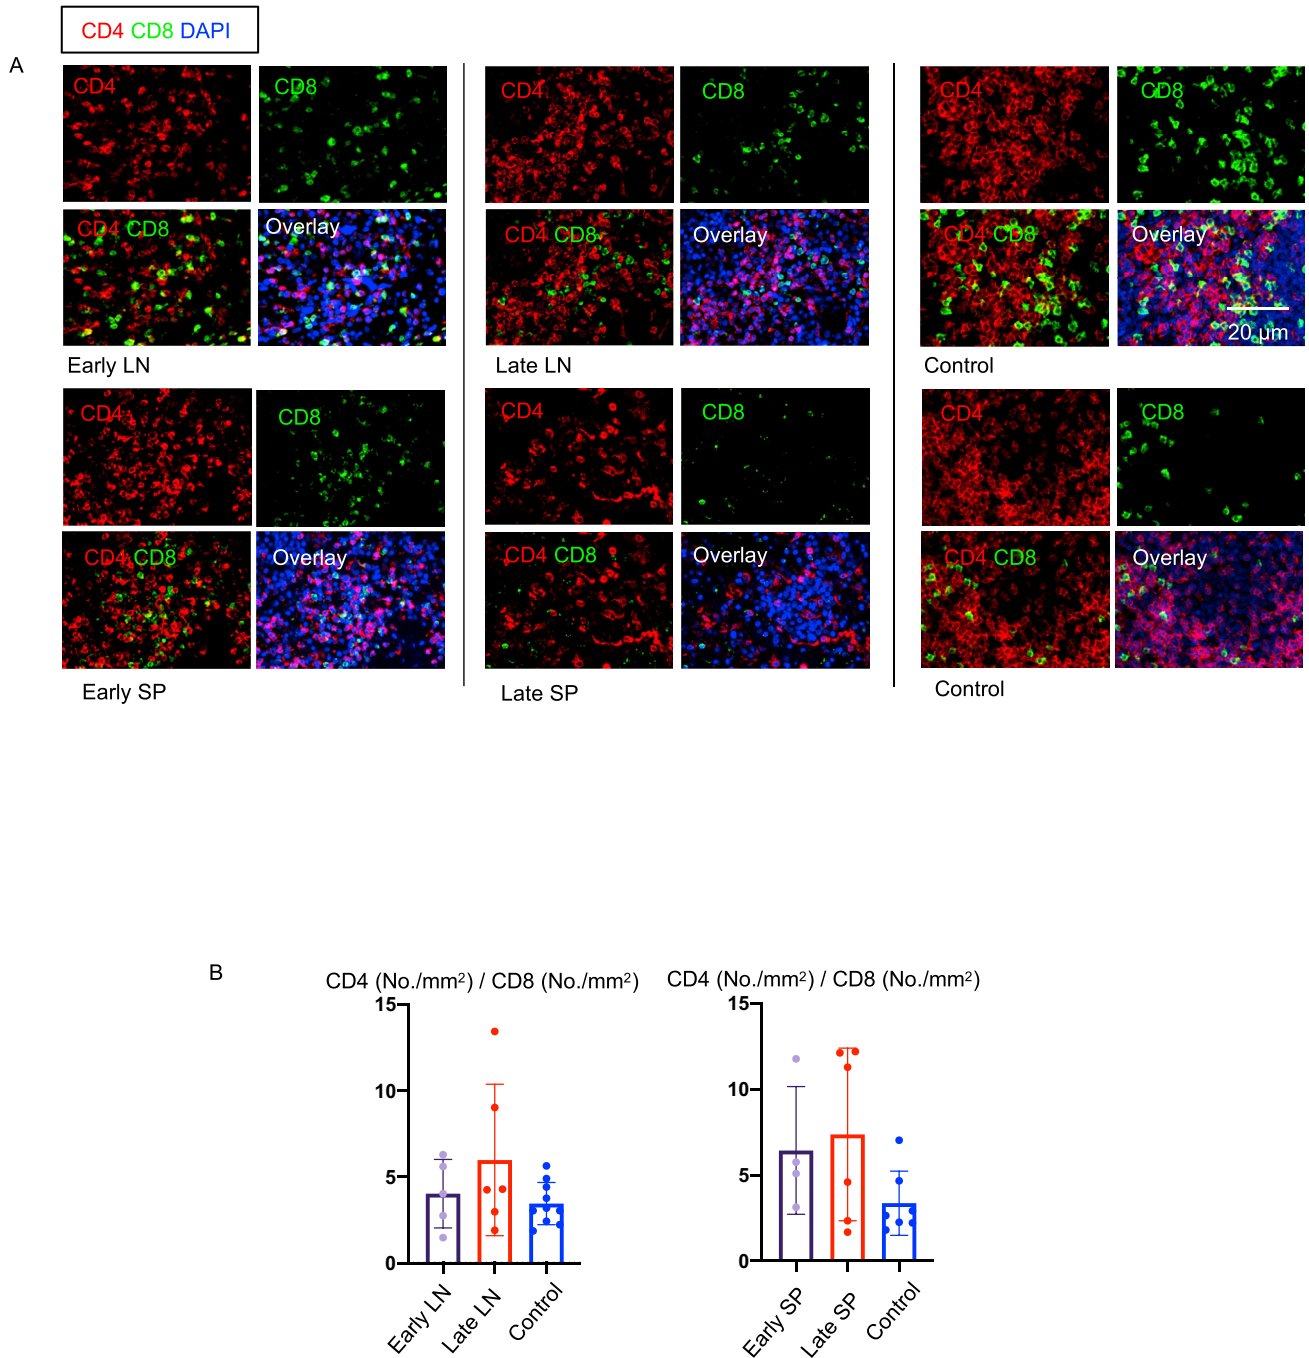 CD4 CD8 DAPI
A
CD4
CD8
CD4
CD8
CD4
CD8
CD4 CD8
Overlay
CD4 CD8
Overlay
CD4 CD8
Overlay
20 µm
Early LN
Late LN
Control
CD4
CD8
CD4
CD8
CD4
CD8
CD4 CD8
Overlay
CD4 CD8
Overlay
CD4 CD8
Overlay
Early SP
Late SP
Control
B
CD4 (No./mm²) / CD8 (No./mm²)
15
10
5
0
Early LN
Late LN
Control
CD4 (No./mm²) / CD8 (No./mm²)
15
10
5
0
Early SP
Late SP
Control